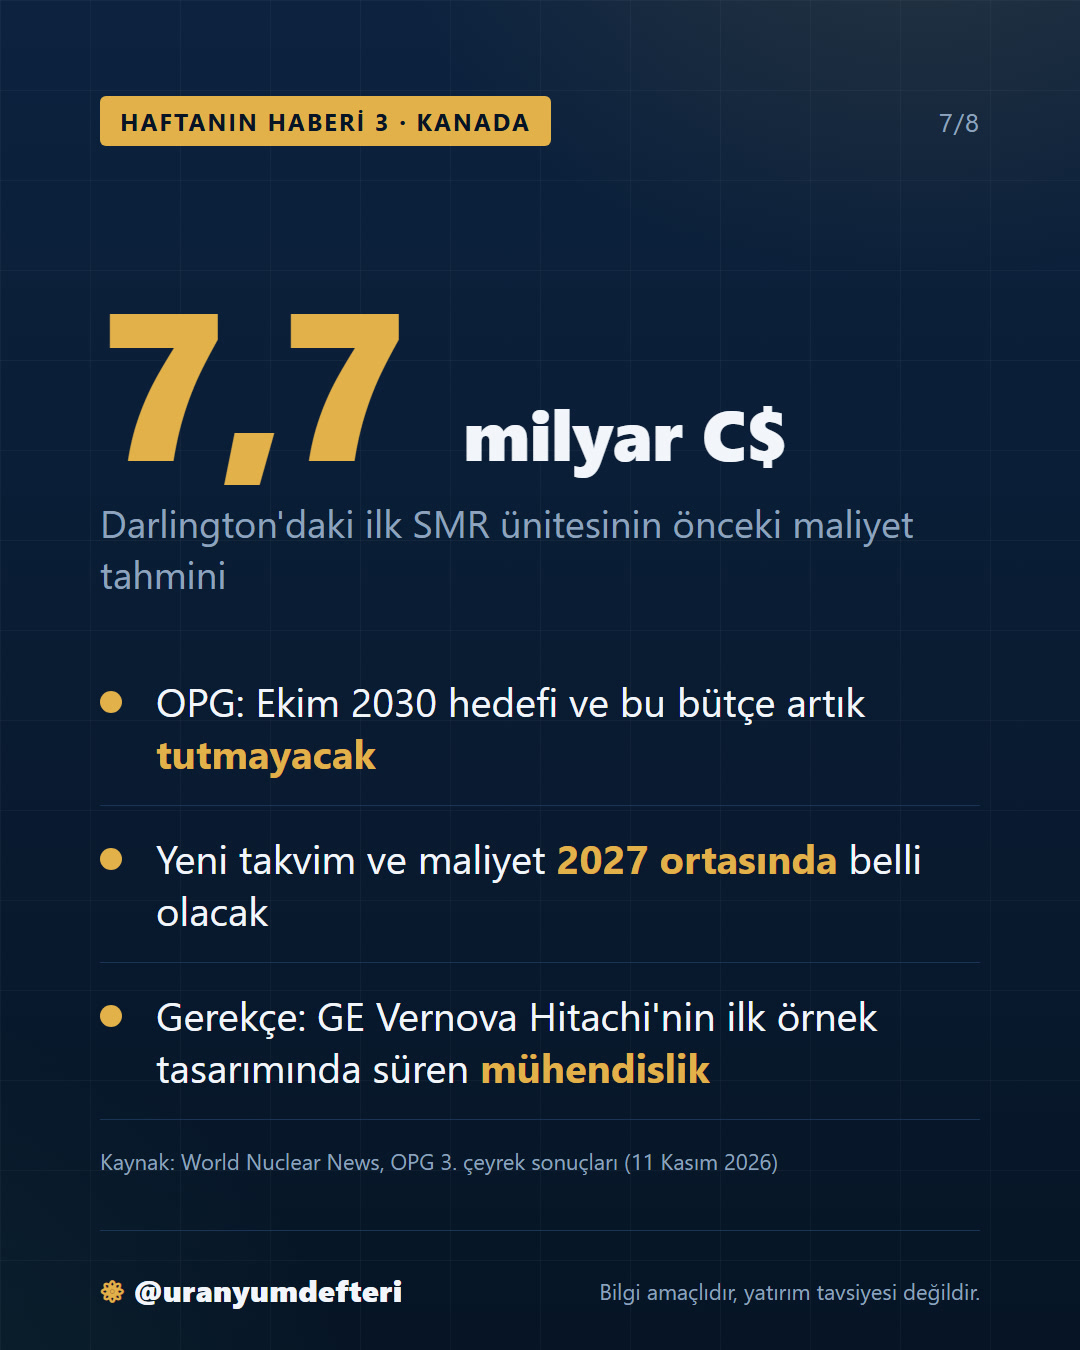 HAFTANIN HABERİ 3 · KANADA
7/8
7,7 milyar C$
Darlington'daki ilk SMR ünitesinin önceki maliyet
tahmini
OPG: Ekim 2030 hedefi ve bu bütçe artık
tutmayacak
Yeni takvim ve maliyet 2027 ortasında belli
olacak
Gerekçe: GE Vernova Hitachi'nin ilk örnek
tasarımında süren mühendislik
Kaynak: World Nuclear News, OPG 3. çeyrek sonuçları (11 Kasım 2026)
@uranyumdefteri
Bilgi amaçlıdır, yatırım tavsiyesi değildir.